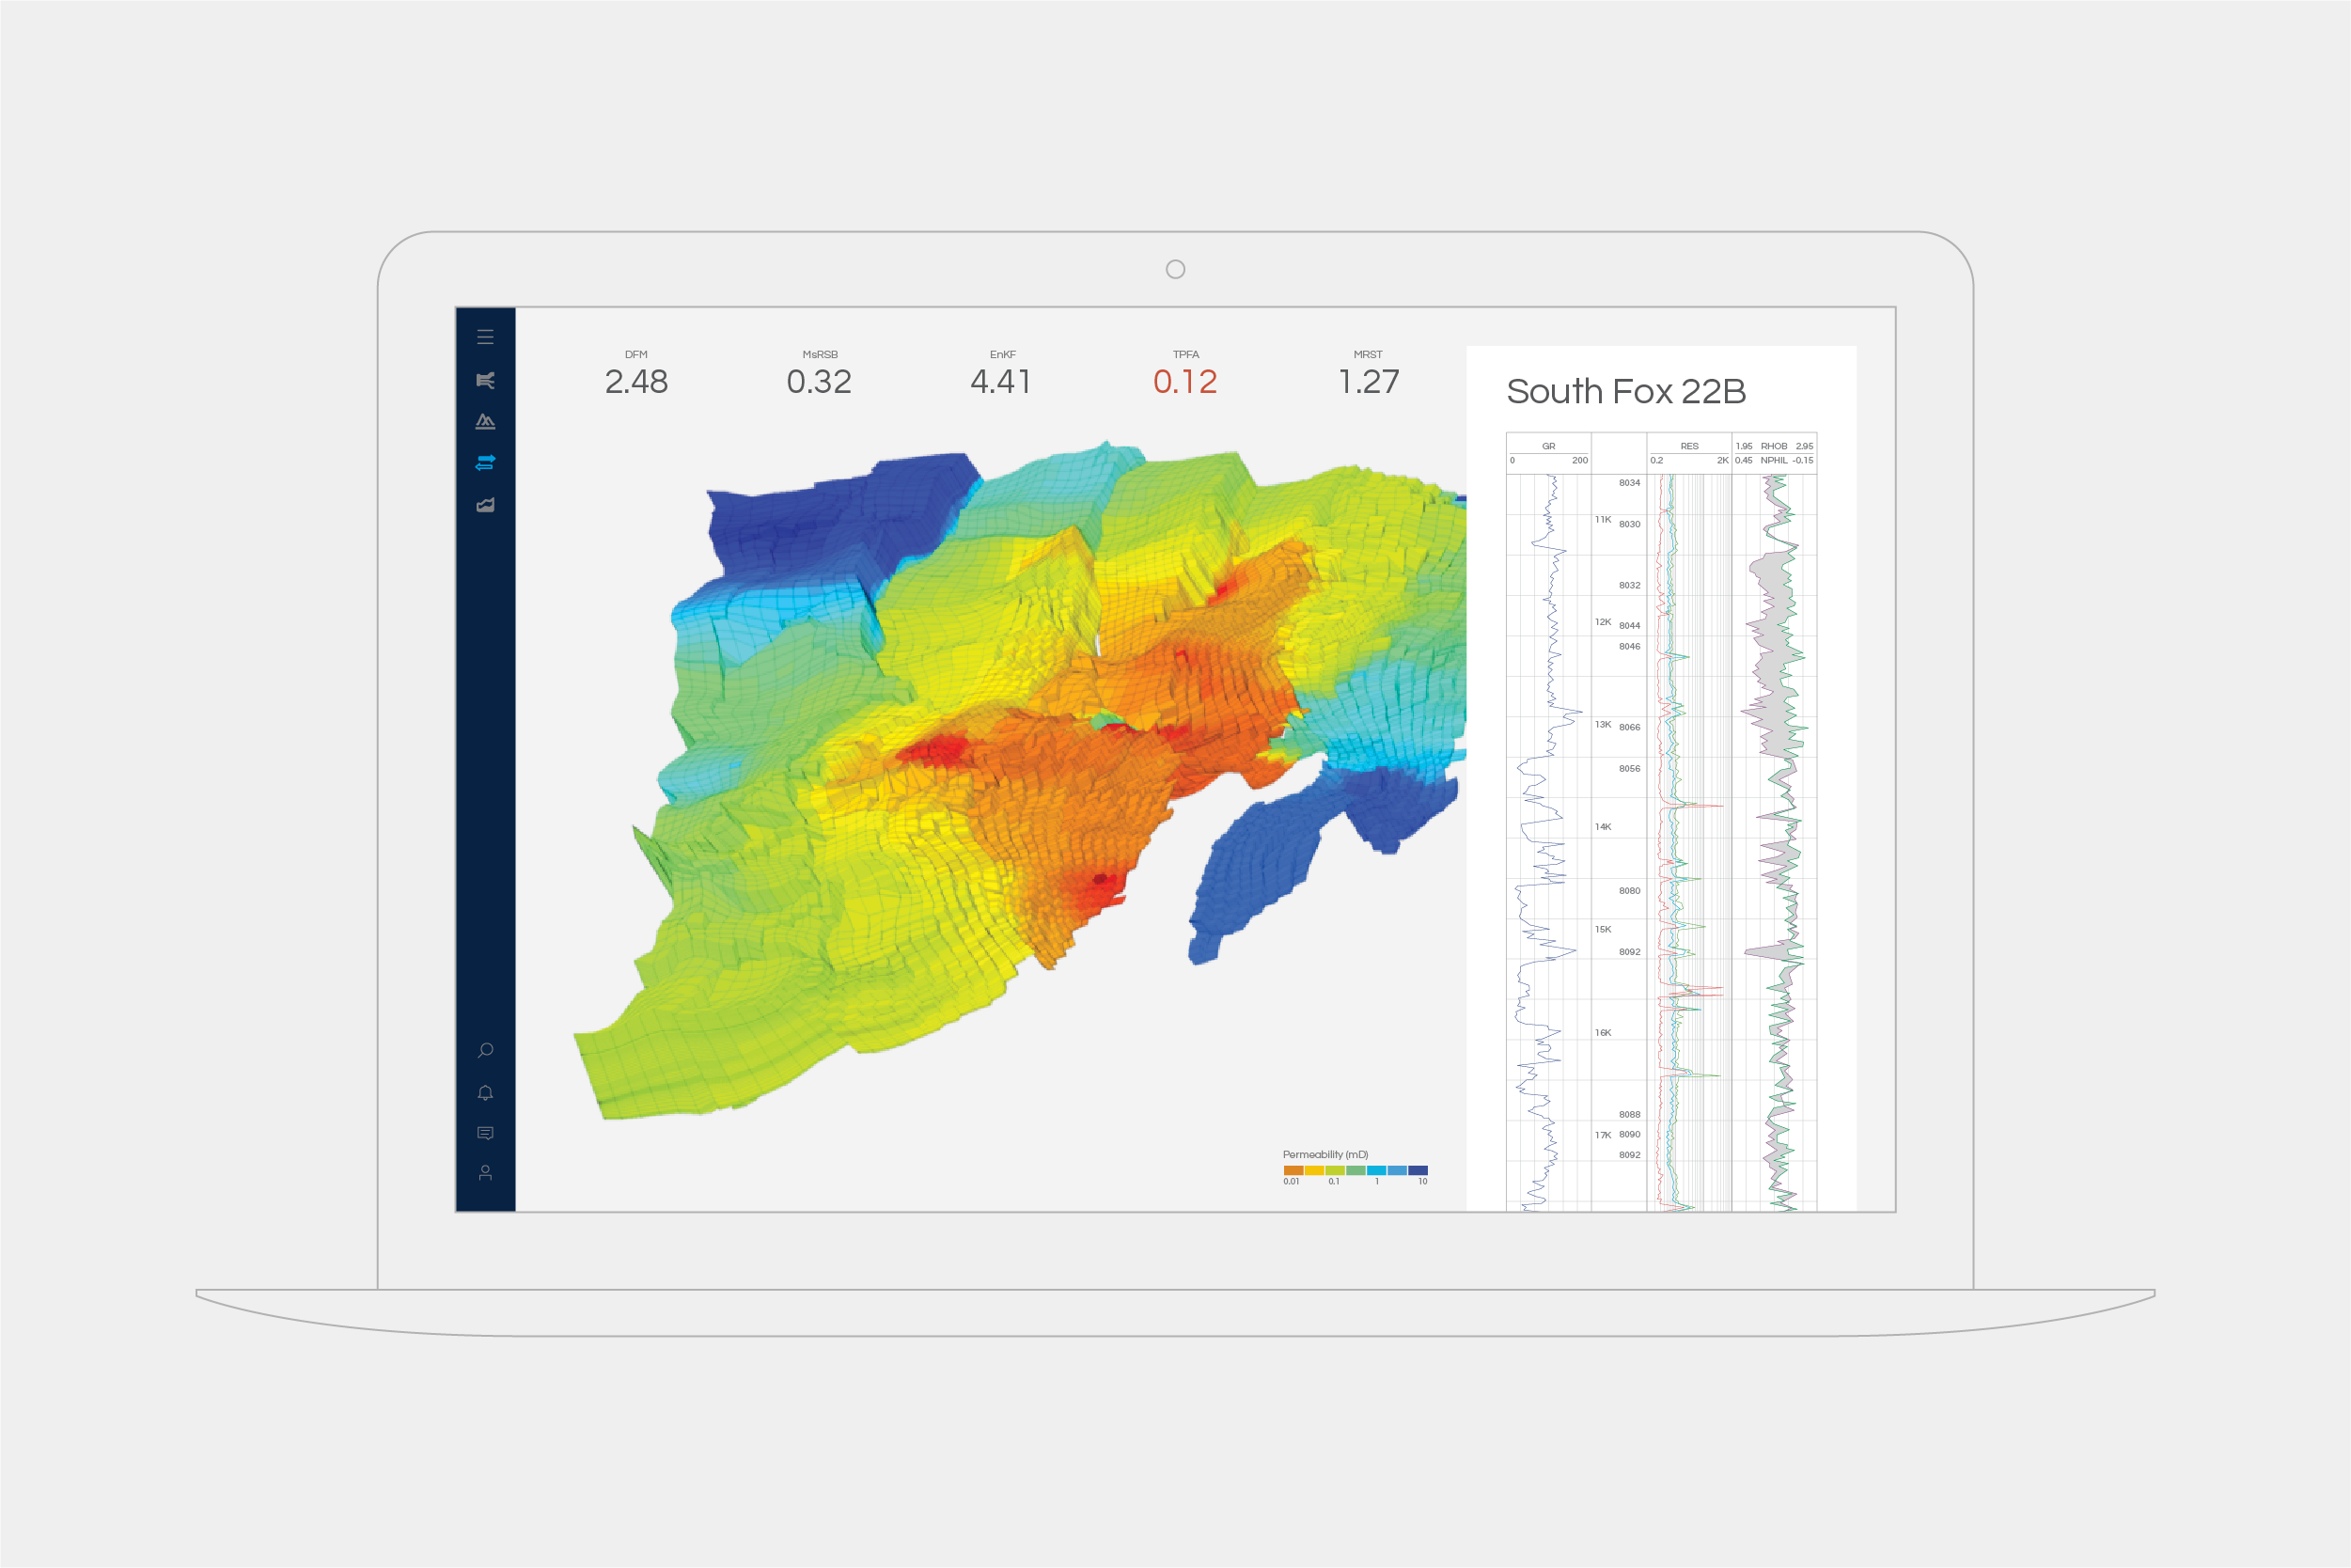 DFM MsRSB EnKF TPFA MRST
2.48 0.32 4.41 0.12 1.27
South Fox 22B
GR RES 1.95 RHOB 2.95
0 200 0.2 2K 0.45 NPHIL -0.15
8034
11K 8030
8032
12K 8044
8046
13K 8066
8056
14K
8080
15K
8092
16K
8088
17K 8090
8092
Permeability (mD)
0.01 0.1 1 10